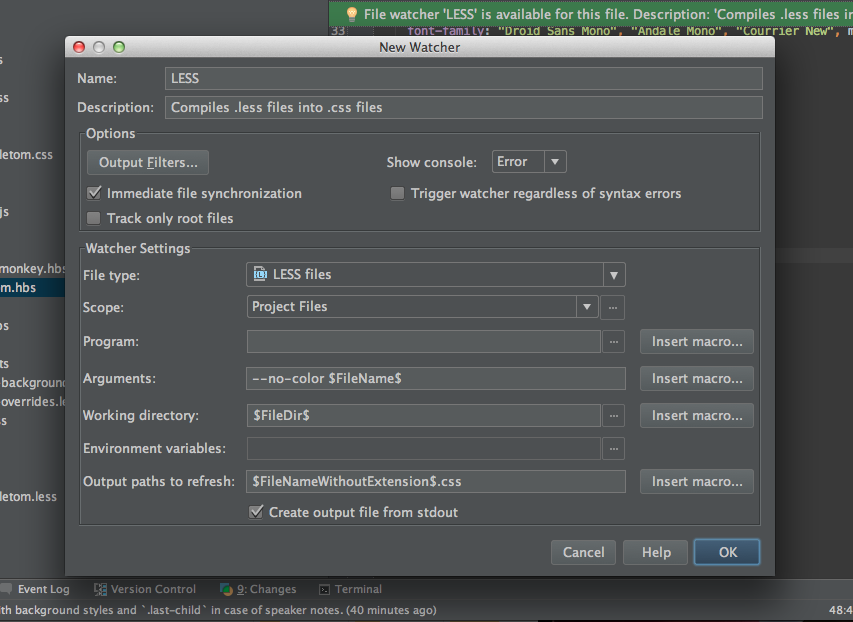 File watcher 'LESS' is available for this file. Description: 'Compiles .less files in
33 font-family: "Droid Sans Mono", "Andale Mono", "Courrier New", m
New Watcher
Name: LESS
Description: Compiles .less files into .css files
Options
Output Filters... Show console: Error
Immediate file synchronization Trigger watcher regardless of syntax errors
Track only root files
Watcher Settings
File type: LESS files
Scope: Project Files ...
Program: ... Insert macro...
Arguments: --no-color $FileName$ Insert macro...
Working directory: $FileDir$ ... Insert macro...
Environment variables: ...
Output paths to refresh: $FileNameWithoutExtension$.css Insert macro...
Create output file from stdout
Cancel Help OK
s
ss
letom.css
js
monkey.hbs
m.hbs
os
ts
-background
overrides.le
ss
letom.less
Event Log Version Control 9: Changes Terminal
th background styles and `.last-child` in case of speaker notes. (40 minutes ago) 48:4